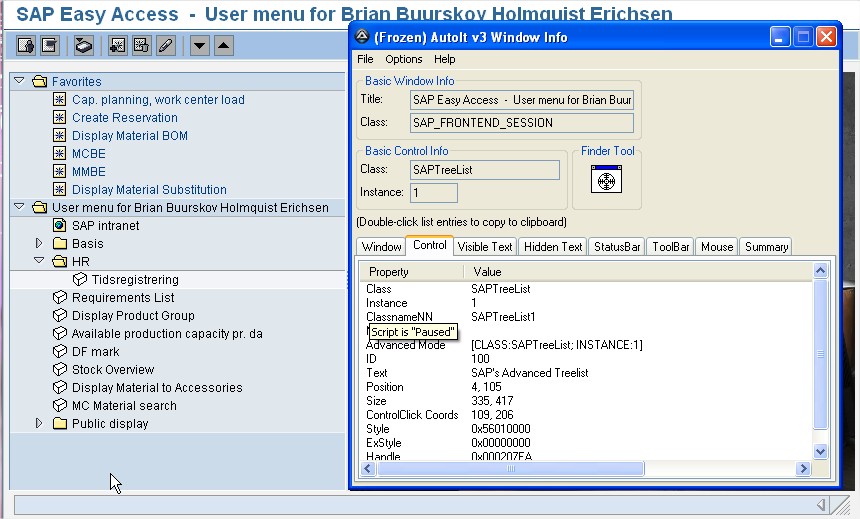 SAP Easy Access - User menu for Brian Buurskov Holmquist Erichsen
Favorites
Cap. planning, work center load
Create Reservation
Display Material BOM
MCBE
MMBE
Display Material Substitution
User menu for Brian Buurskov Holmquist Erichsen
SAP intranet
Basis
HR
Tidsregistrering
Requirements List
Display Product Group
Available production capacity pr. da
DF mark
Stock Overview
Display Material to Accessories
MC Material search
Public display
(Frozen) AutoIt v3 Window Info
File Options Help
Basic Window Info
Title: SAP Easy Access - User menu for Brian Buur
Class: SAP_FRONTEND_SESSION
Basic Control Info
Class: SAPTreeList
Instance: 1
Finder Tool
(Double-click list entries to copy to clipboard)
Window Control Visible Text Hidden Text StatusBar ToolBar Mouse Summary
Property Value
Class SAPTreeList
Instance 1
ClassnameNN SAPTreeList1
Script is "Paused"
Advanced Mode [CLASS:SAPTreeList; INSTANCE:1]
ID 100
Text SAP's Advanced Treelist
Position 4, 105
Size 335, 417
ControlClick Coords 109, 206
Style 0x56010000
ExStyle 0x00000000
Handle 0x000207EA